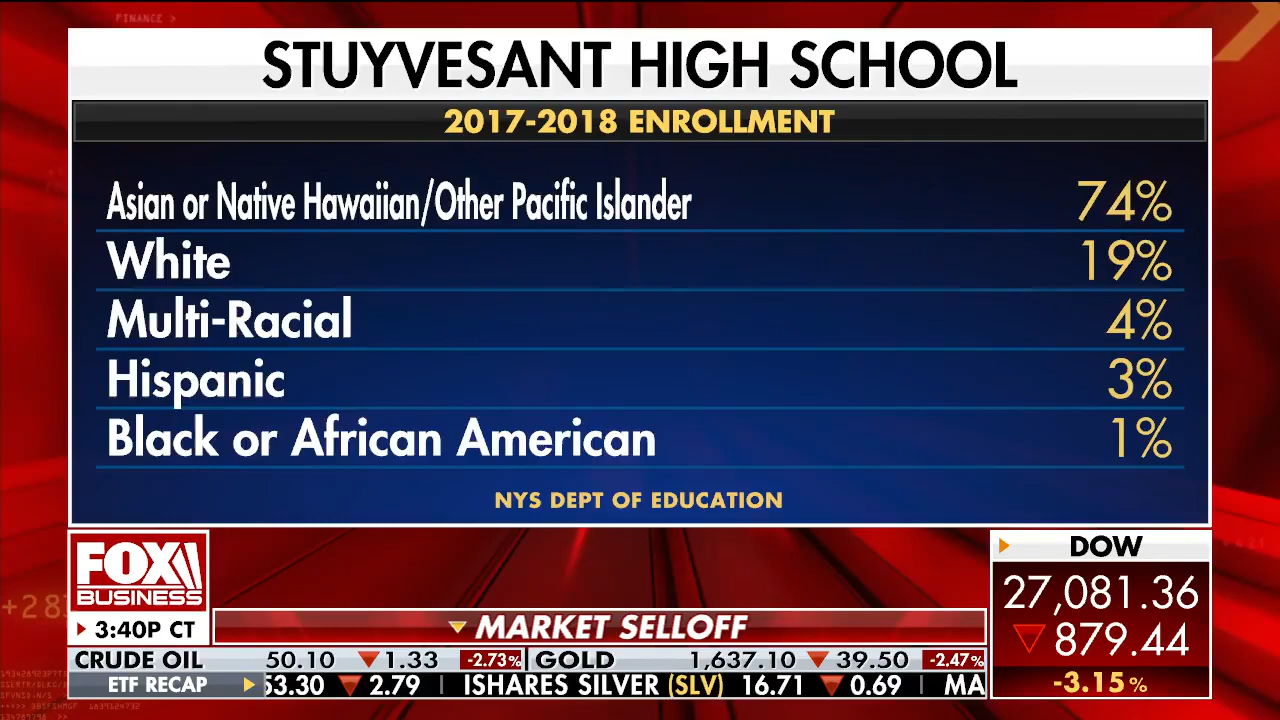 FINANCE >
STUYVESANT HIGH SCHOOL
2017-2018 ENROLLMENT
Asian or Native Hawaiian/Other Pacific Islander 74%
White 19%
Multi-Racial 4%
Hispanic 3%
Black or African American 1%
NYS DEPT OF EDUCATION
FOX
BUSINESS
3:40P CT
MARKET SELLOFF
DOW
27,081.36
879.44
-3.15%
CRUDE OIL 50.10 1.33 -2.73% GOLD 1,637.10 39.50 -2.47%
ETF RECAP 53.30 2.79 ISHARES SILVER (SLV) 16.71 0.69 MA